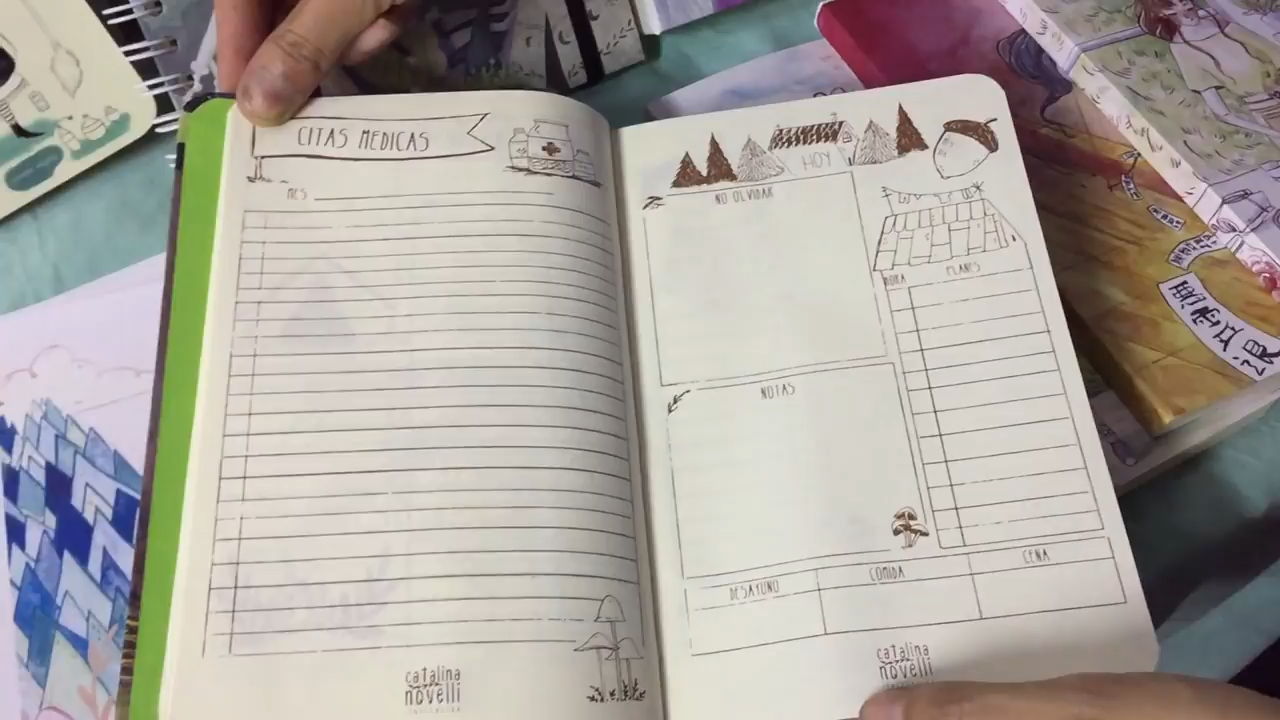 CITAS MEDICAS
MES
catalina
novelli
HOY
NO OLVIDAR
HORA PLANES
NOTAS
DESAYUNO COMIDA CENA
catalina
novelli